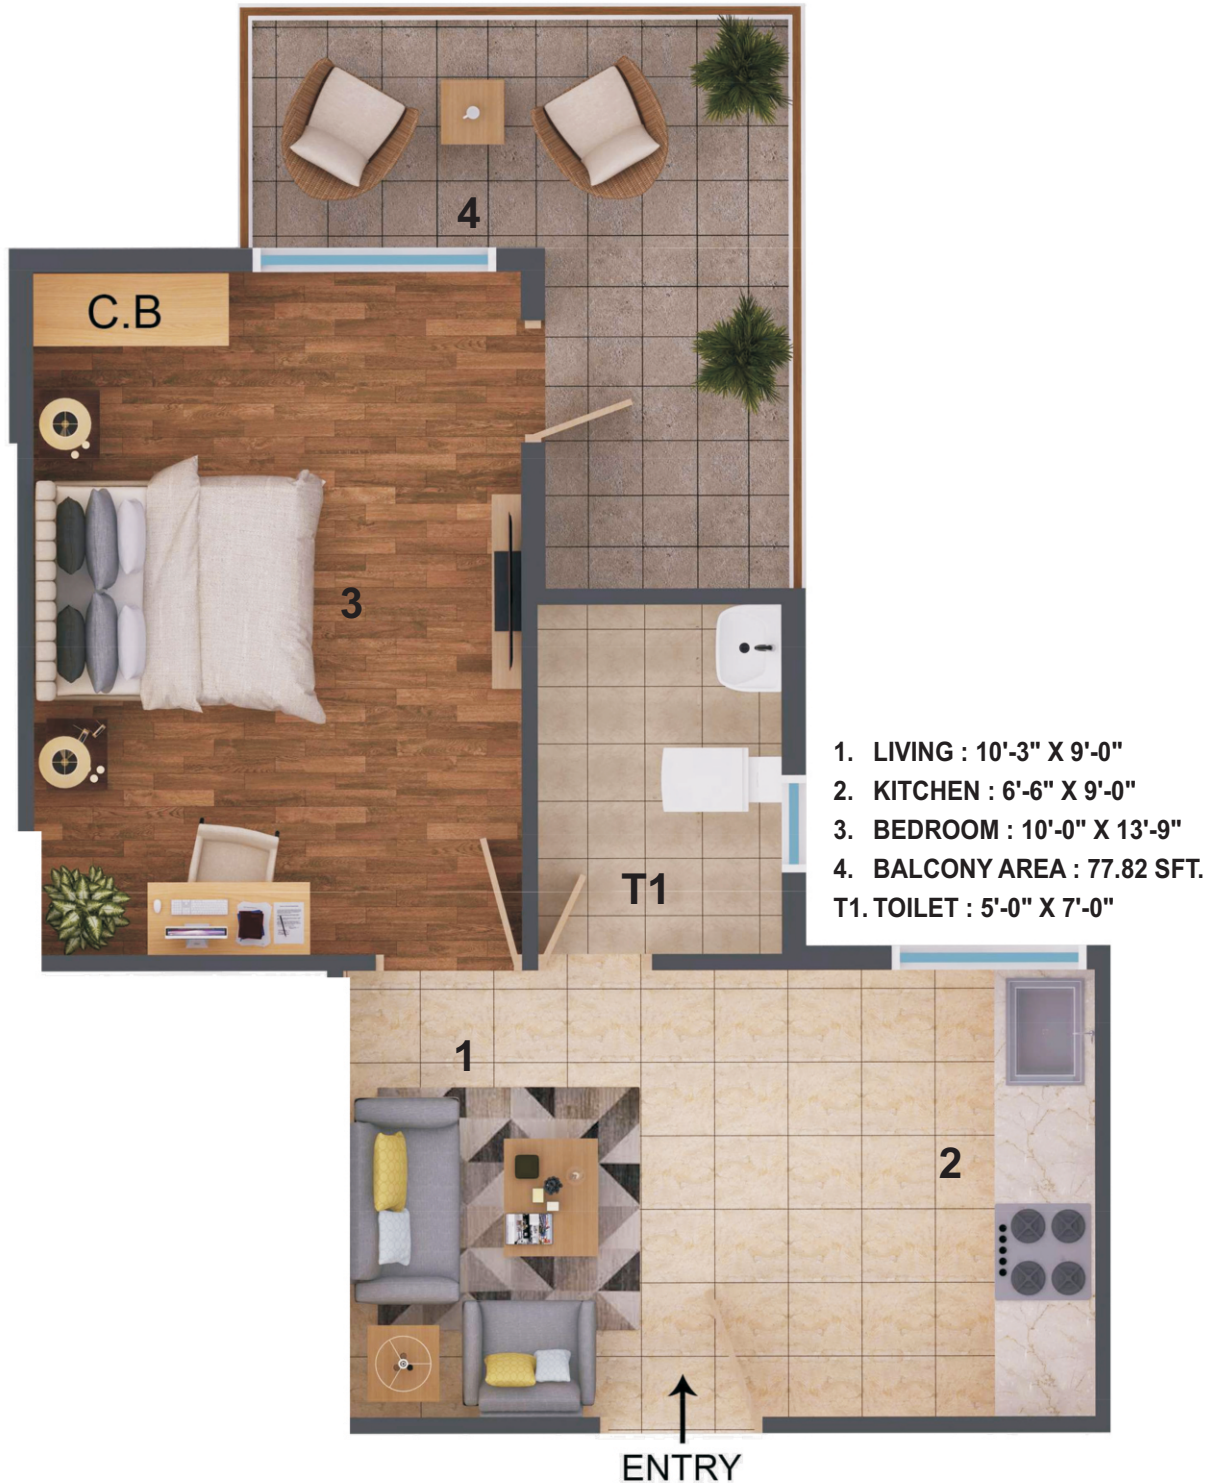 4
C.B
3
1. LIVING : 10'-3" X 9'-0"
2. KITCHEN : 6'-6" X 9'-0"
3. BEDROOM : 10'-0" X 13'-9"
4. BALCONY AREA : 77.82 SFT.
T1. TOILET : 5'-0" X 7'-0"
T1
1
2
ENTRY